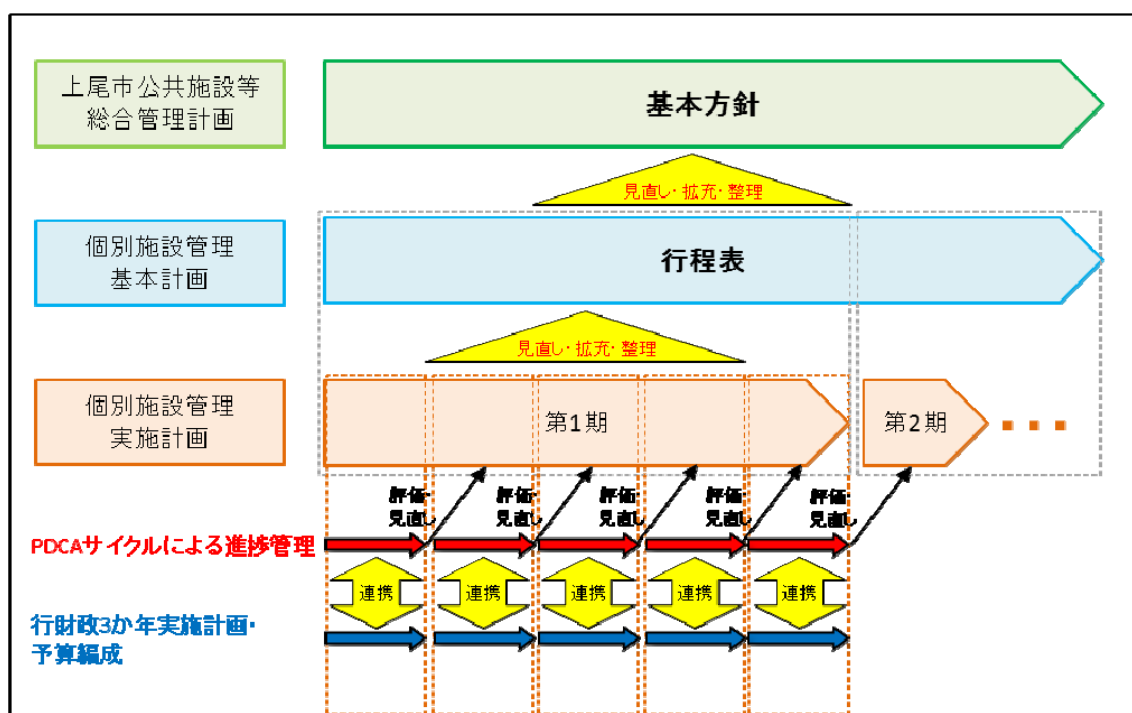 上尾市公共施設等
総合管理計画
基本方針
見直し・拡充・整理
個別施設管理
基本計画
行程表
見直し・拡充・整理
個別施設管理
実施計画
第1期
第2期
評価・
見直し
評価・
見直し
評価・
見直し
評価・
見直し
評価・
見直し
PDCAサイクルによる進捗管理
連携
連携
連携
連携
連携
行財政3か年実施計画・
予算編成